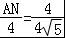 AN/4 = 4/4√5